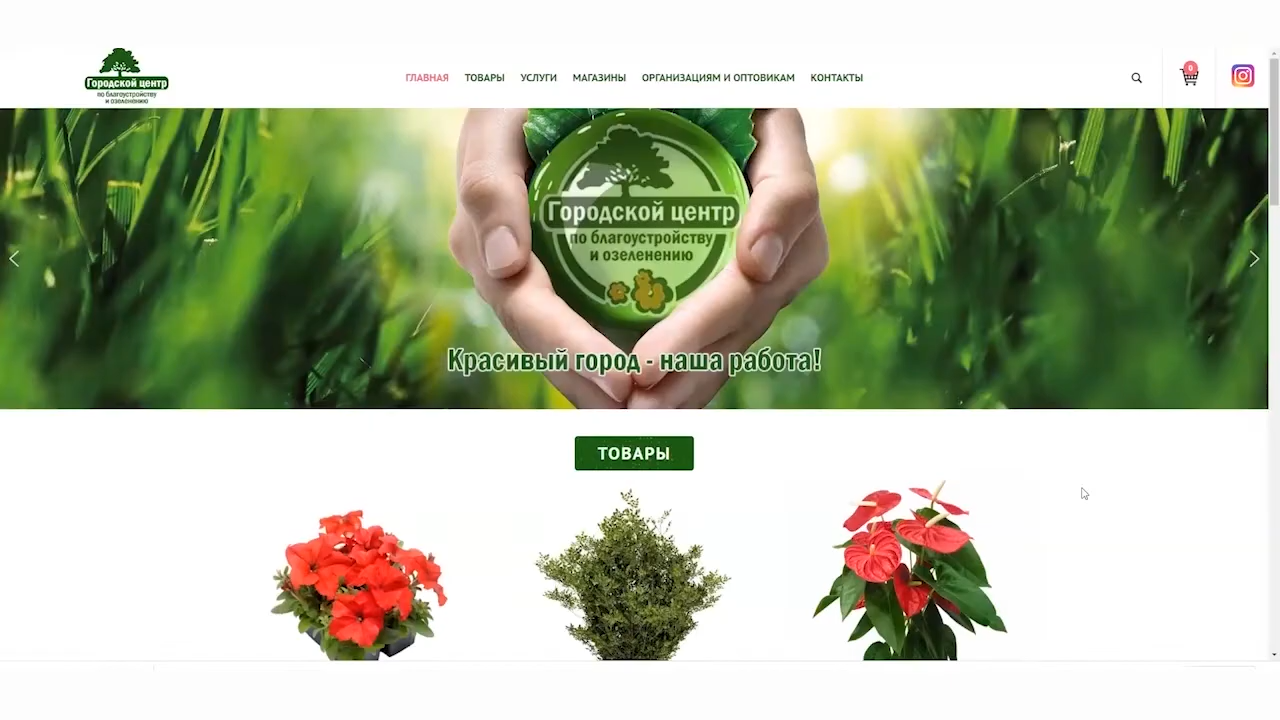 Городской центр
по благоустройству
и озеленению
ГЛАВНАЯ ТОВАРЫ УСЛУГИ МАГАЗИНЫ ОРГАНИЗАЦИЯМ И ОПТОВИКАМ КОНТАКТЫ
0
Городской центр
по благоустройству
и озеленению
Красивый город - наша работа!
ТОВАРЫ